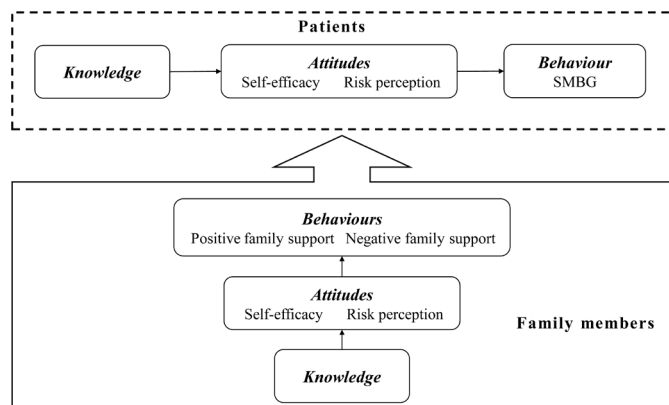 Patients
Knowledge
Attitudes
Self-efficacy Risk perception
Behaviour
SMBG
Behaviours
Positive family support Negative family support
Attitudes
Self-efficacy Risk perception
Family members
Knowledge